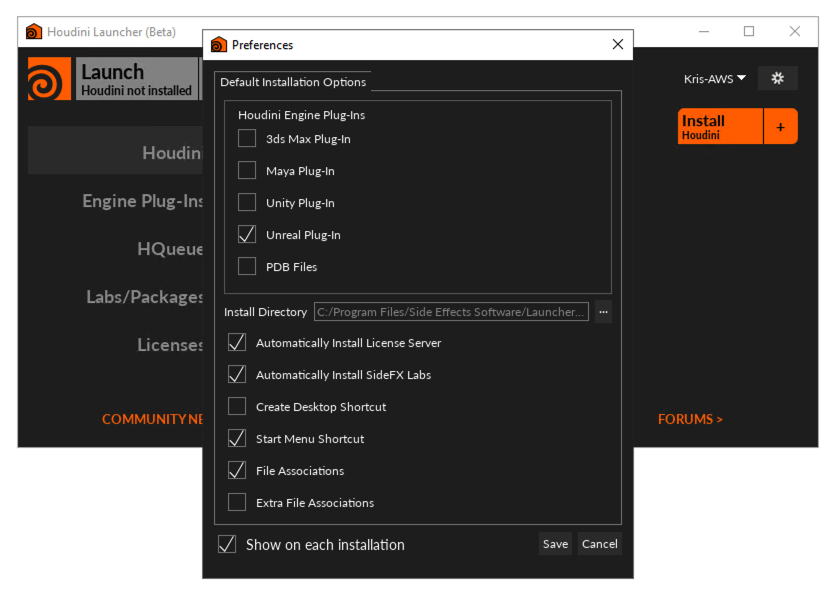 Houdini Launcher (Beta)
Launch
Houdini not installed
Kris-AWS
Install
Houdini
+
Houdin
Engine Plug-Ins
HQueue
Labs/Packages
Licenses
COMMUNITY NE
FORUMS >
Preferences
Default Installation Options
Houdini Engine Plug-Ins
3ds Max Plug-In
Maya Plug-In
Unity Plug-In
Unreal Plug-In
PDB Files
Install Directory C:/Program Files/Side Effects Software/Launcher... ...
Automatically Install License Server
Automatically Install SideFX Labs
Create Desktop Shortcut
Start Menu Shortcut
File Associations
Extra File Associations
Show on each installation
Save Cancel